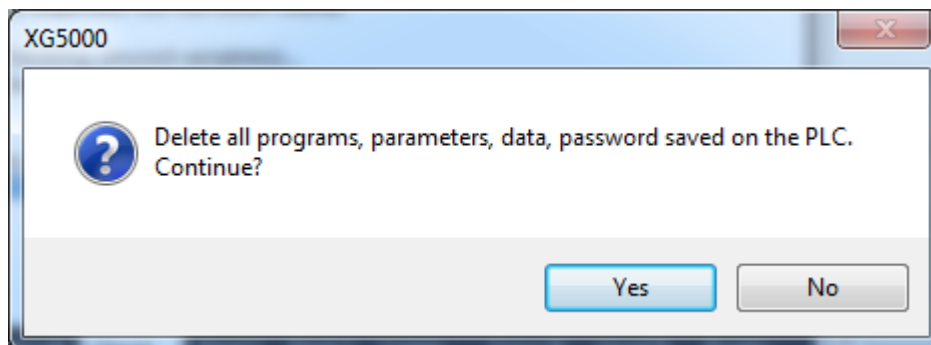 XG5000
Delete all programs, parameters, data, password saved on the PLC.
Continue?
Yes
No